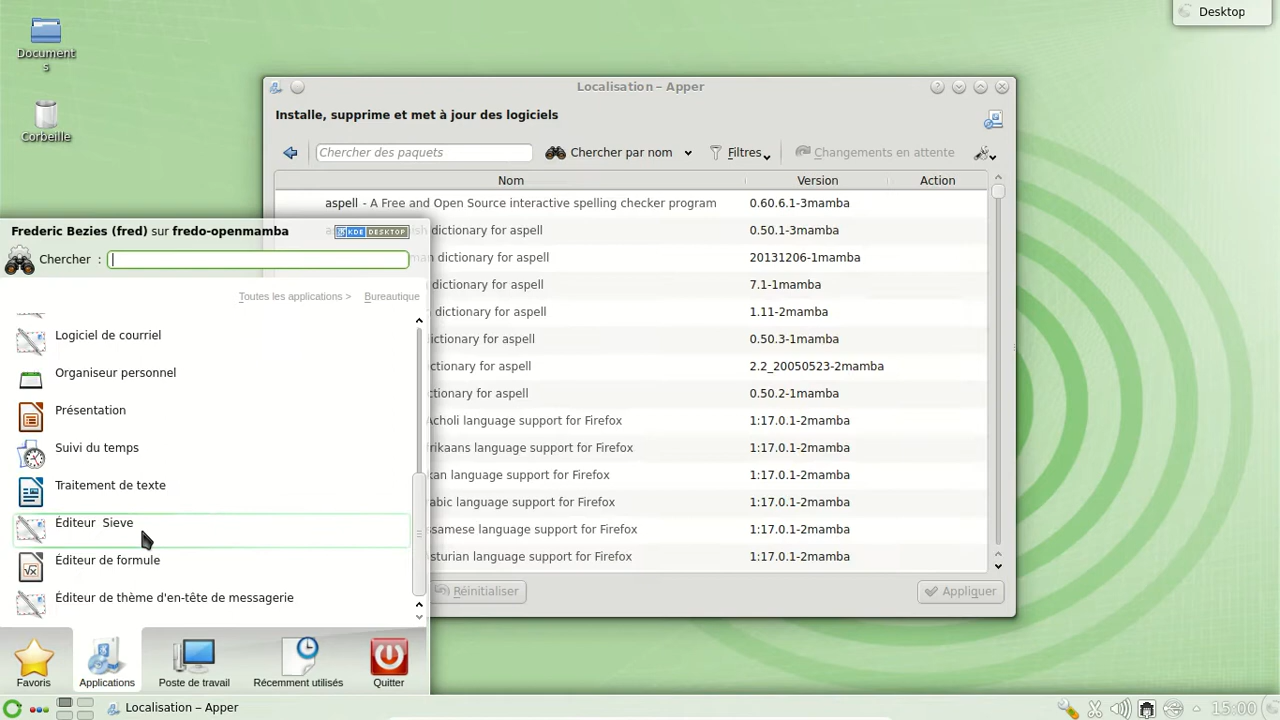 Desktop
Documents
Corbeille
Localisation – Apper
Installe, supprime et met à jour des logiciels
Chercher des paquets
Chercher par nom
Filtres
Changements en attente
Nom Version Action
aspell - A Free and Open Source interactive spelling checker program 0.60.6.1-3mamba
dictionary for aspell 0.50.1-3mamba
dictionary for aspell 20131206-1mamba
dictionary for aspell 7.1-1mamba
dictionary for aspell 1.11-2mamba
dictionary for aspell 0.50.3-1mamba
dictionary for aspell 2.2_20050523-2mamba
dictionary for aspell 0.50.2-1mamba
Acholi language support for Firefox 1:17.0.1-2mamba
rikaans language support for Firefox 1:17.0.1-2mamba
kan language support for Firefox 1:17.0.1-2mamba
abic language support for Firefox 1:17.0.1-2mamba
ssamese language support for Firefox 1:17.0.1-2mamba
sturian language support for Firefox 1:17.0.1-2mamba
Réinitialiser
Appliquer
Frederic Bezies (fred) sur fredo-openmamba
KDE DESKTOP
Chercher :
Toutes les applications > Bureautique
Logiciel de courriel
Organiseur personnel
Présentation
Suivi du temps
Traitement de texte
Éditeur Sieve
Éditeur de formule
Éditeur de thème d'en-tête de messagerie
Favoris
Applications
Poste de travail
Récemment utilisés
Quitter
Localisation – Apper
15:00